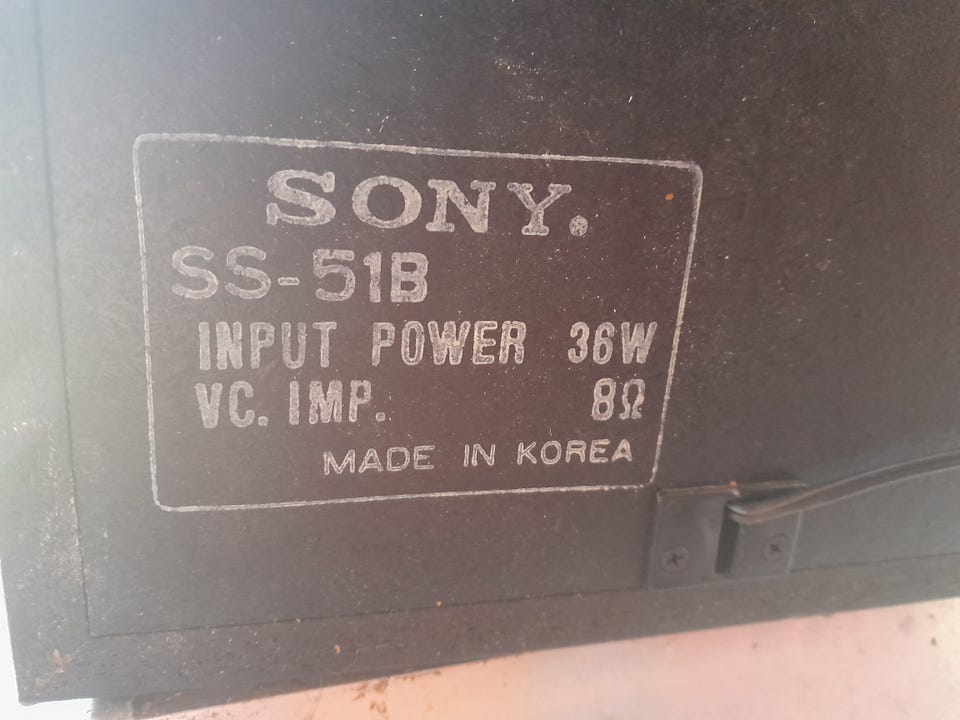 SONY.
SS-51B
INPUT POWER 36W
VC. IMP. 8Ω
MADE IN KOREA